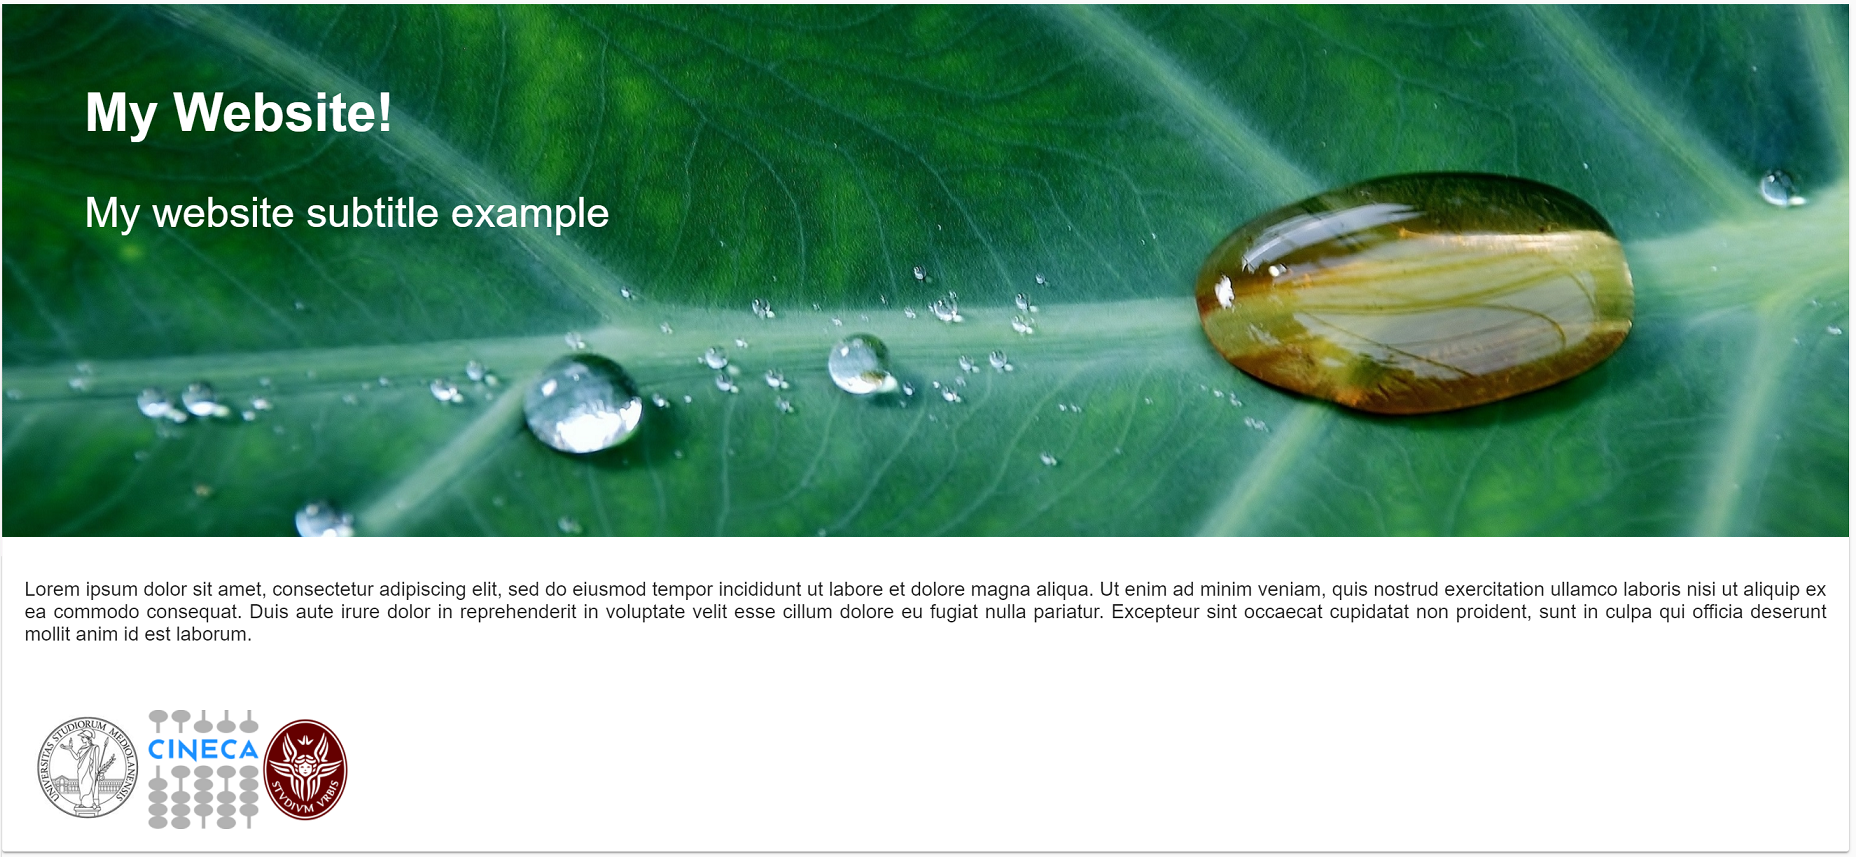 My Website!
My website subtitle example
Lorem ipsum dolor sit amet, consectetur adipiscing elit, sed do eiusmod tempor incididunt ut labore et dolore magna aliqua. Ut enim ad minim veniam, quis nostrud exercitation ullamco laboris nisi ut aliquip ex
ea commodo consequat. Duis aute irure dolor in reprehenderit in voluptate velit esse cillum dolore eu fugiat nulla pariatur. Excepteur sint occaecat cupidatat non proident, sunt in culpa qui officia deserunt
mollit anim id est laborum.
UNIVERSITAS STUDIORUM MEDIOLANENSIS
CINECA
STVDIVM VRBIS